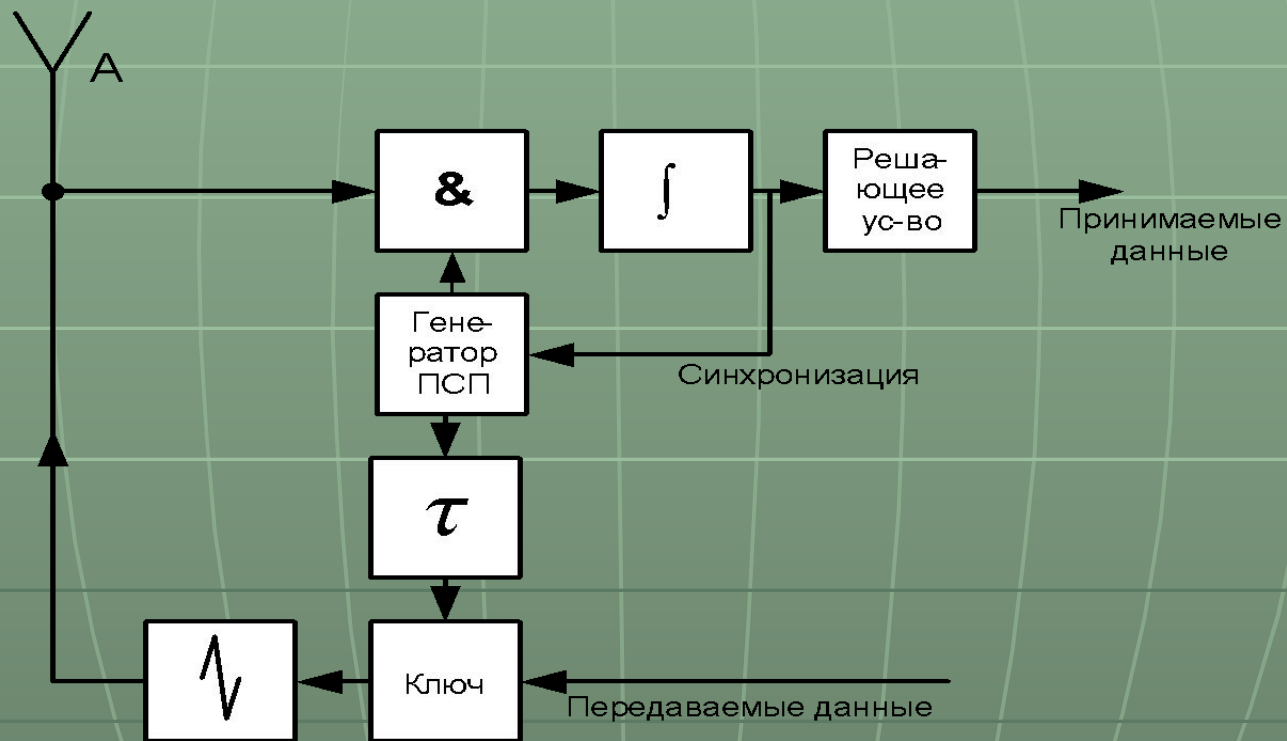 А
&
∫
Реша-
ющее
ус-во
Принимаемые
данные
Гене-
ратор
ПСП
Синхронизация
τ
Ключ
Передаваемые данные